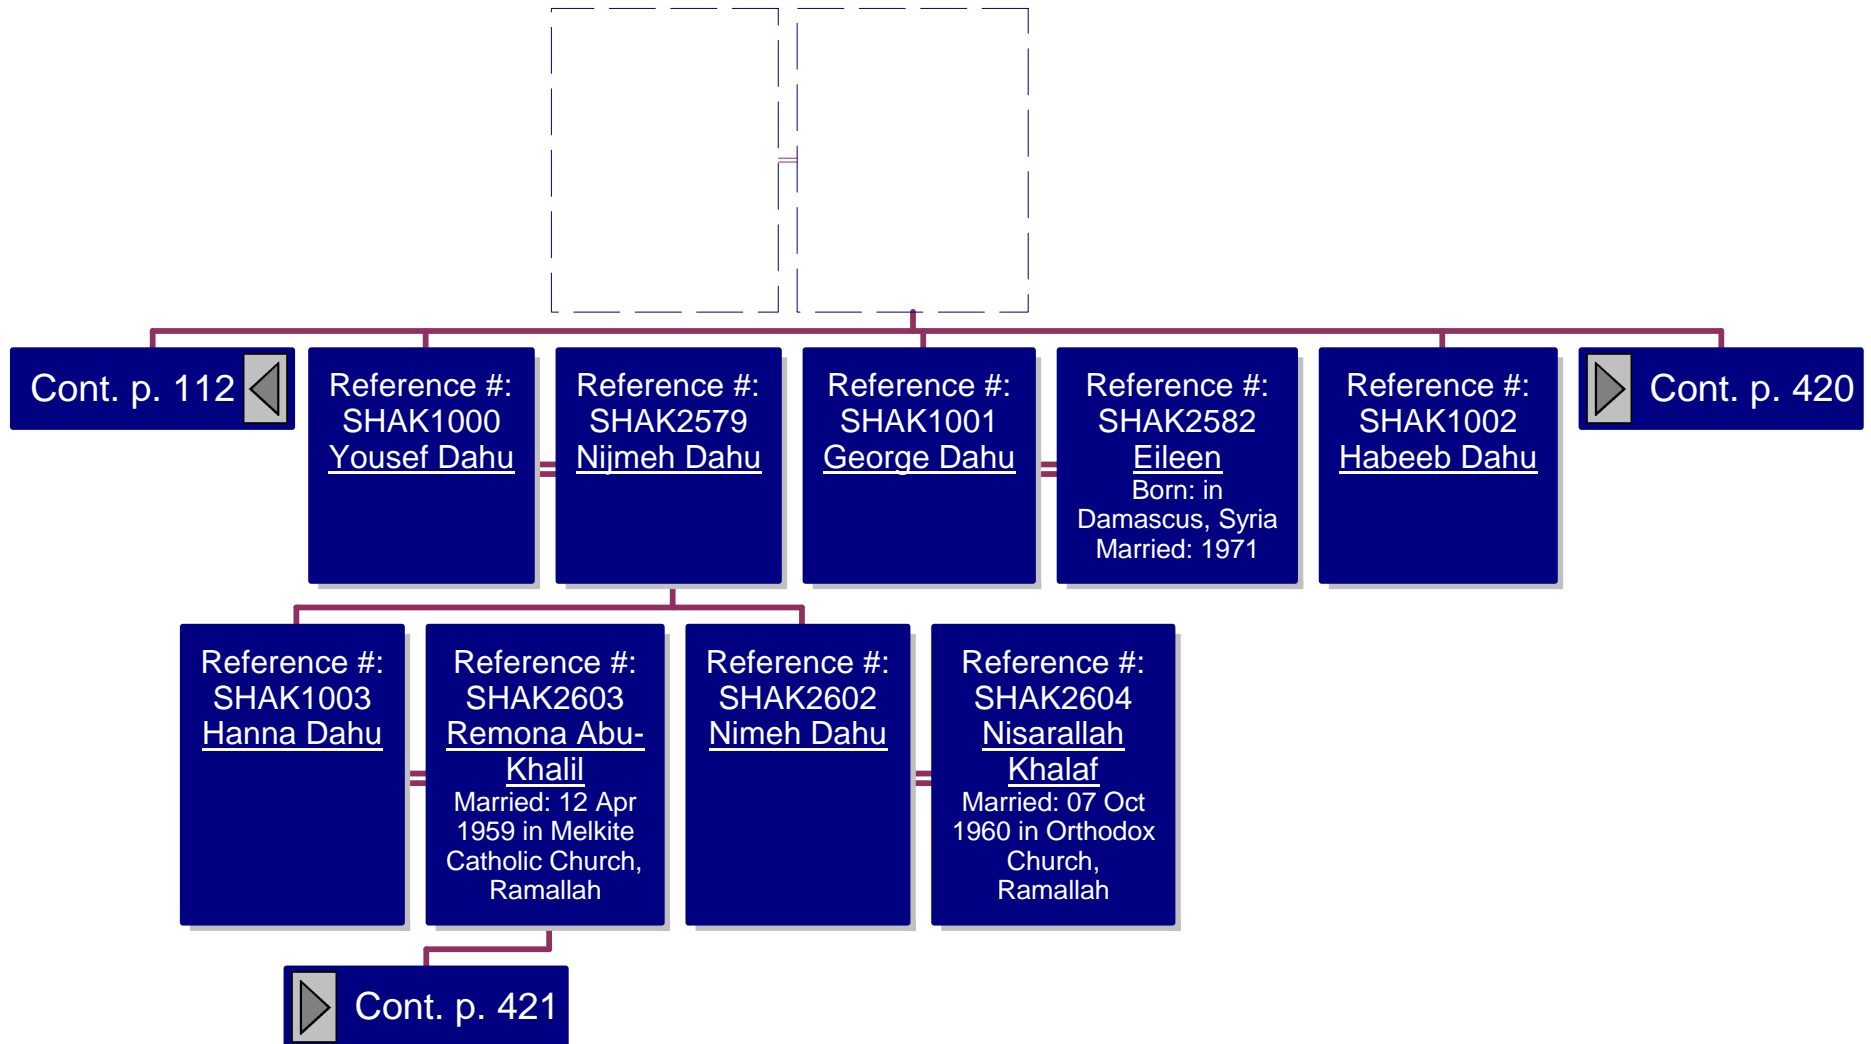 Cont. p. 112
Reference #:
SHAK1000
Yousef Dahu
Reference #:
SHAK2579
Nijmeh Dahu
Reference #:
SHAK1001
George Dahu
Reference #:
SHAK2582
Eileen
Born: in
Damascus, Syria
Married: 1971
Reference #:
SHAK1002
Habeeb Dahu
Cont. p. 420
Reference #:
SHAK1003
Hanna Dahu
Reference #:
SHAK2603
Remona Abu-
Khalil
Married: 12 Apr
1959 in Melkite
Catholic Church,
Ramallah
Reference #:
SHAK2602
Nimeh Dahu
Reference #:
SHAK2604
Nisarallah
Khalaf
Married: 07 Oct
1960 in Orthodox
Church,
Ramallah
Cont. p. 421